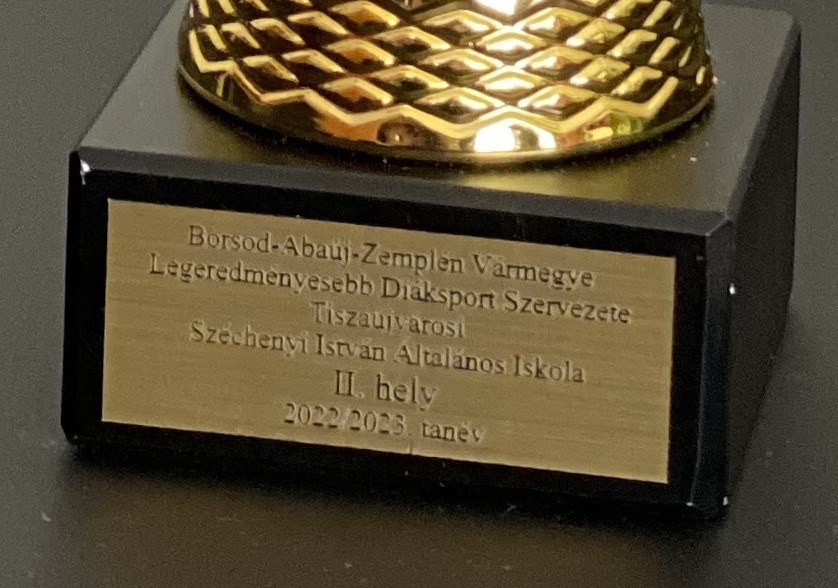 Borsod-Abaúj-Zemplén Vármegye
Legeredményesebb Diáksport Szervezete
Tiszaújvárosi
Széchenyi István Általános Iskola
II. hely
2022/2023. tanév